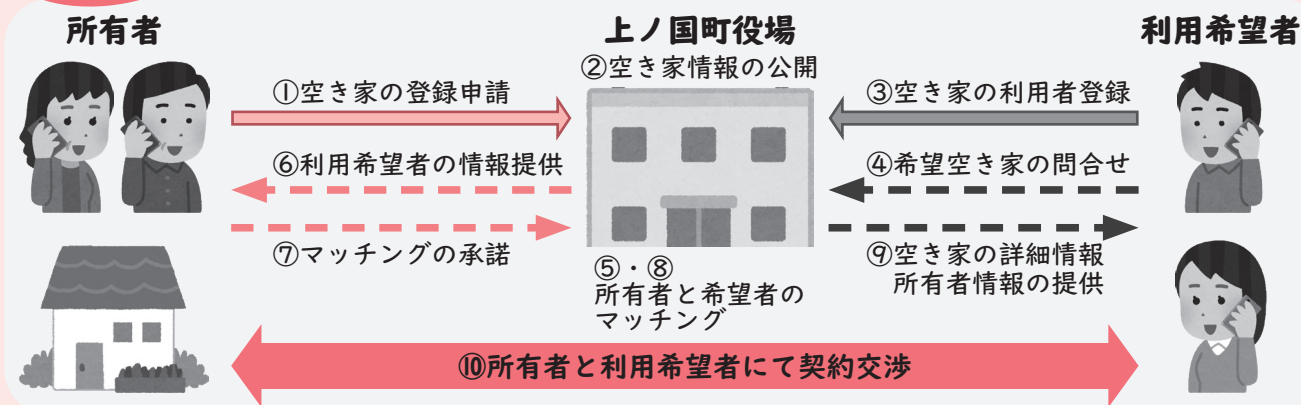 所有者
上ノ国町役場
利用希望者
②空き家情報の公開
①空き家の登録申請
③空き家の利用者登録
⑥利用希望者の情報提供
④希望空き家の問合せ
⑦マッチングの承諾
⑨空き家の詳細情報
所有者情報の提供
⑤・⑧
所有者と希望者の
マッチング
⑩所有者と利用希望者にて契約交渉